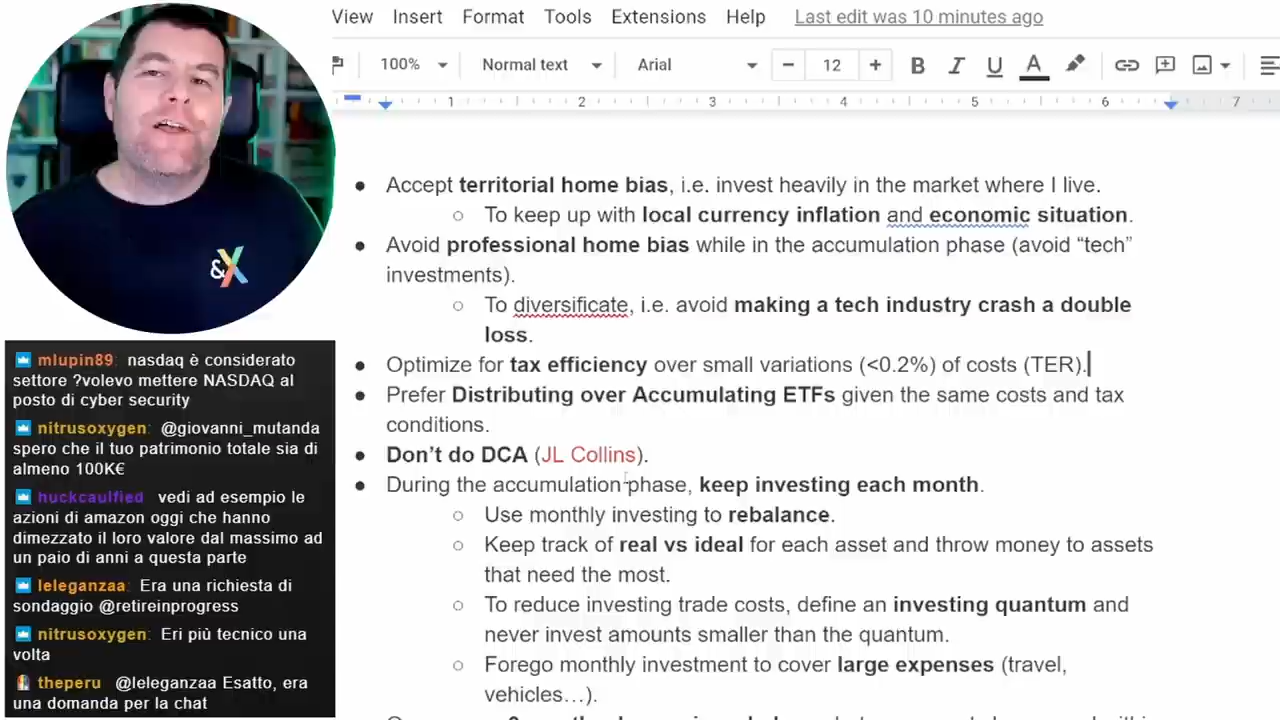 View Insert Format Tools Extensions Help Last edit was 10 minutes ago
100% Normal text Arial − 12 + B I U A
1 2 3 4 5 6 7
● Accept territorial home bias, i.e. invest heavily in the market where I live.
○ To keep up with local currency inflation and economic situation.
● Avoid professional home bias while in the accumulation phase (avoid “tech”
investments).
○ To diversificate, i.e. avoid making a tech industry crash a double
loss.
● Optimize for tax efficiency over small variations (<0.2%) of costs (TER).
● Prefer Distributing over Accumulating ETFs given the same costs and tax
conditions.
● Don’t do DCA (JL Collins).
● During the accumulation phase, keep investing each month.
○ Use monthly investing to rebalance.
○ Keep track of real vs ideal for each asset and throw money to assets
that need the most.
○ To reduce investing trade costs, define an investing quantum and
never invest amounts smaller than the quantum.
○ Forego monthly investment to cover large expenses (travel,
vehicles…).
&X
mlupin89: nasdaq è considerato
settore ?volevo mettere NASDAQ al
posto di cyber security
nitrusoxygen: @giovanni_mutanda
spero che il tuo patrimonio totale sia di
almeno 100K€
huckcaulfied: vedi ad esempio le
azioni di amazon oggi che hanno
dimezzato il loro valore dal massimo ad
un paio di anni a questa parte
leleganzaa: Era una richiesta di
sondaggio @retireinprogress
nitrusoxygen: Eri più tecnico una
volta
theperu: @leleganzaa Esatto, era
una domanda per la chat